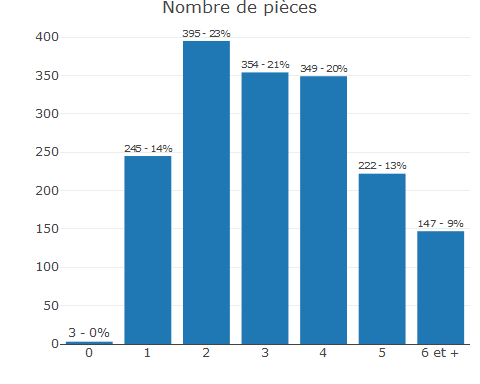 Nombre de pièces
400
350
300
250
200
150
100
50
0
3 - 0%
245 - 14%
395 - 23%
354 - 21%
349 - 20%
222 - 13%
147 - 9%
0 1 2 3 4 5 6 et +